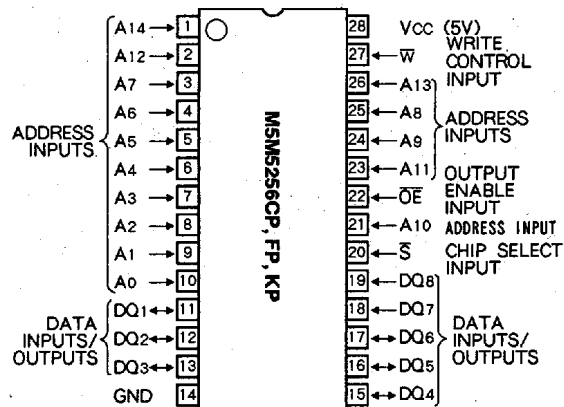 A14 1
A12 2
A7 3
A6 4
A5 5
A4 6
A3 7
A2 8
A1 9
A0 10
ADDRESS
INPUTS
DQ1 11
DQ2 12
DQ3 13
DATA
INPUTS/
OUTPUTS
GND 14
M5M5256CP, FP, KP
28 VCC (5V)
27 W̅ WRITE
CONTROL
INPUT
26 A13
25 A8
24 A9
23 A11
ADDRESS
INPUTS
22 O̅E̅ OUTPUT
ENABLE
INPUT
21 A10 ADDRESS INPUT
20 S̅ CHIP SELECT
INPUT
19 DQ8
18 DQ7
17 DQ6
16 DQ5
15 DQ4
DATA
INPUTS/
OUTPUTS